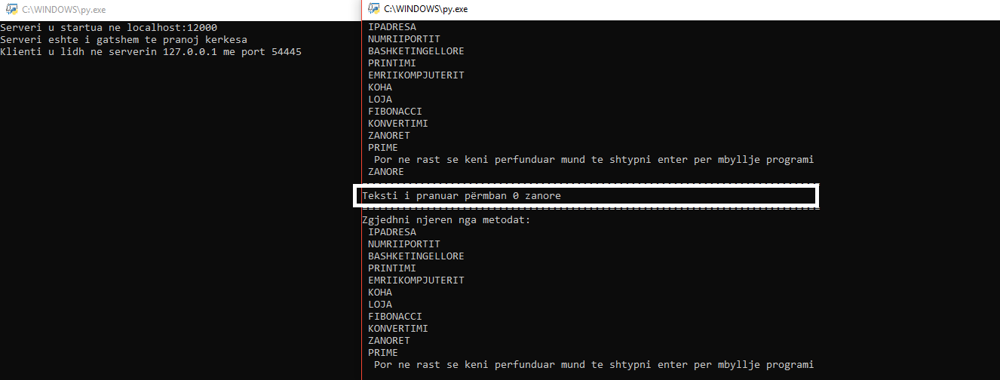 C:\WINDOWS\py.exe
Serveri u startua ne localhost:12000
Serveri eshte i gatshem te pranoj kerkesa
Klienti u lidh ne serverin 127.0.0.1 me port 54445
C:\WINDOWS\py.exe
IPADRESA
NUMRIIPORTIT
BASHKETINGELLORE
PRINTIMI
EMRIIKOMPJUTERIT
KOHA
LOJA
FIBONACCI
KONVERTIMI
ZANORET
PRIME
Por ne rast se keni perfunduar mund te shtypni enter per mbyllje programi
ZANORE
Teksti i pranuar përmban 0 zanore
Zgjedhni njeren nga metodat:
IPADRESA
NUMRIIPORTIT
BASHKETINGELLORE
PRINTIMI
EMRIIKOMPJUTERIT
KOHA
LOJA
FIBONACCI
KONVERTIMI
ZANORET
PRIME
Por ne rast se keni perfunduar mund te shtypni enter per mbyllje programi